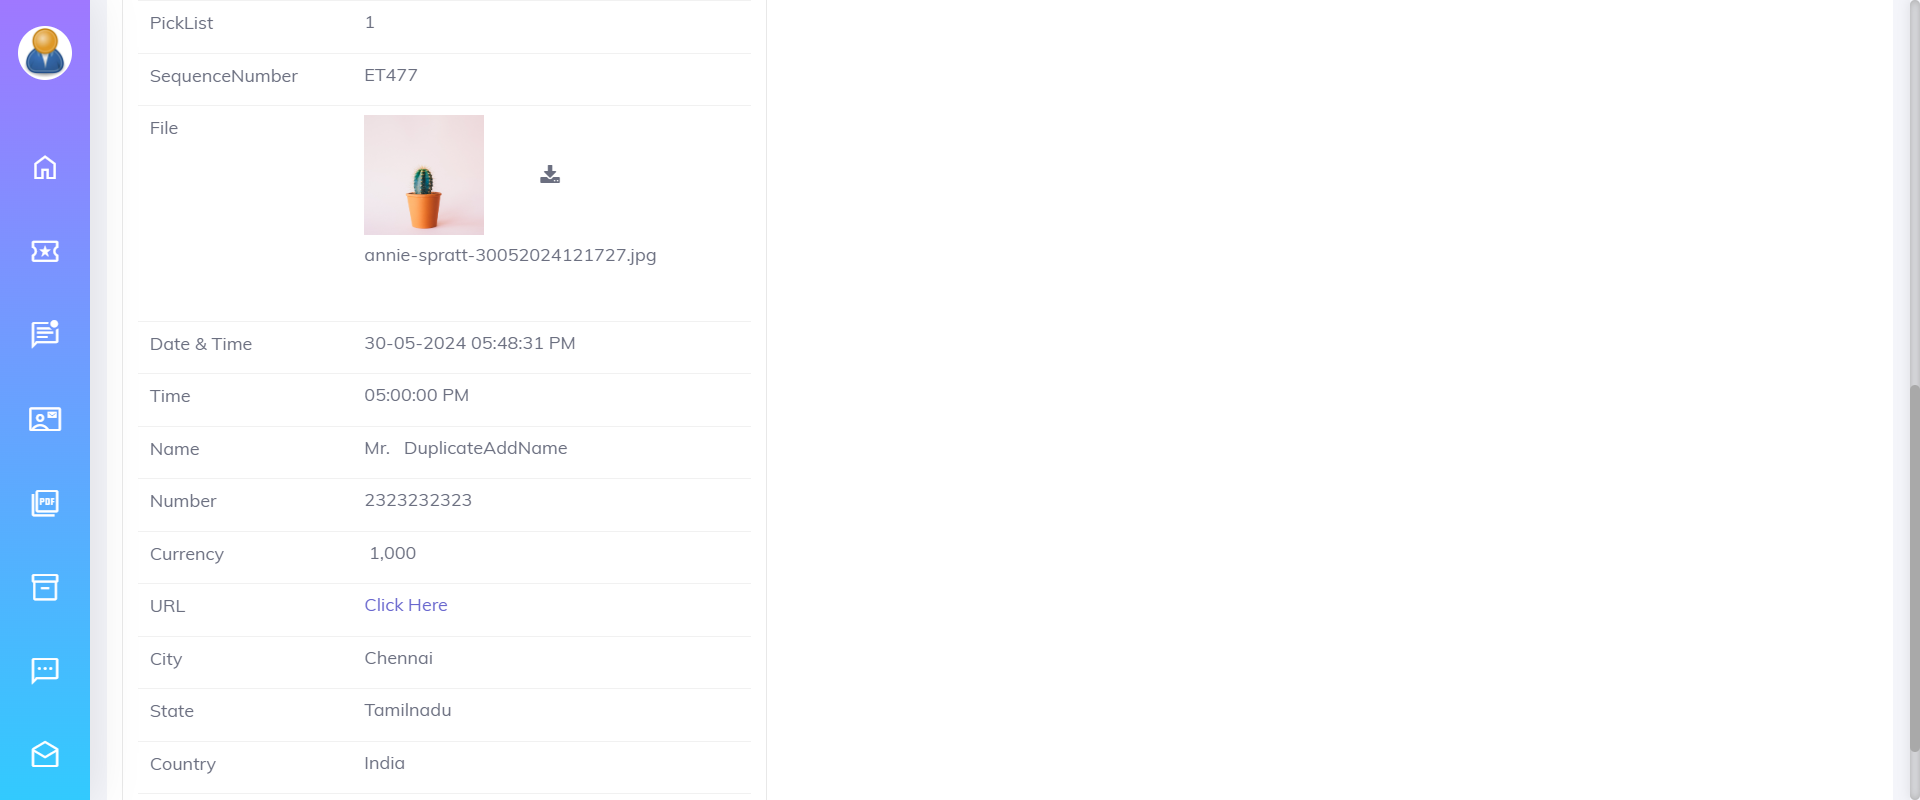 PickList 1
SequenceNumber ET477
File
annie-spratt-30052024121727.jpg
Date & Time 30-05-2024 05:48:31 PM
Time 05:00:00 PM
Name Mr. DuplicateAddName
Number 2323232323
Currency 1,000
URL Click Here
City Chennai
State Tamilnadu
Country India
PDF